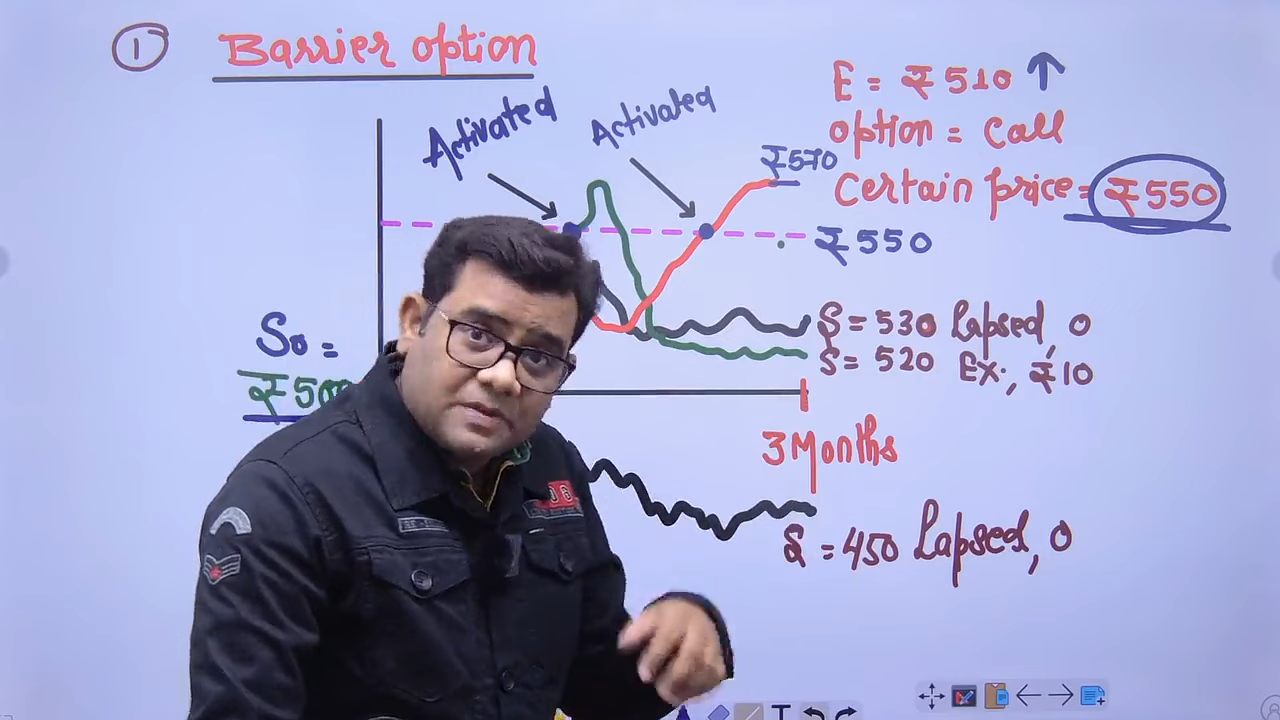 ① Barrier option
Activated
Activated
E = ₹510 ↑
option = Call
Certain price = ₹550
₹570
₹550
So =
₹500
S = 530 Lapsed, 0
S = 520 Ex., ₹10
3 Months
S = 450 Lapsed, 0
T